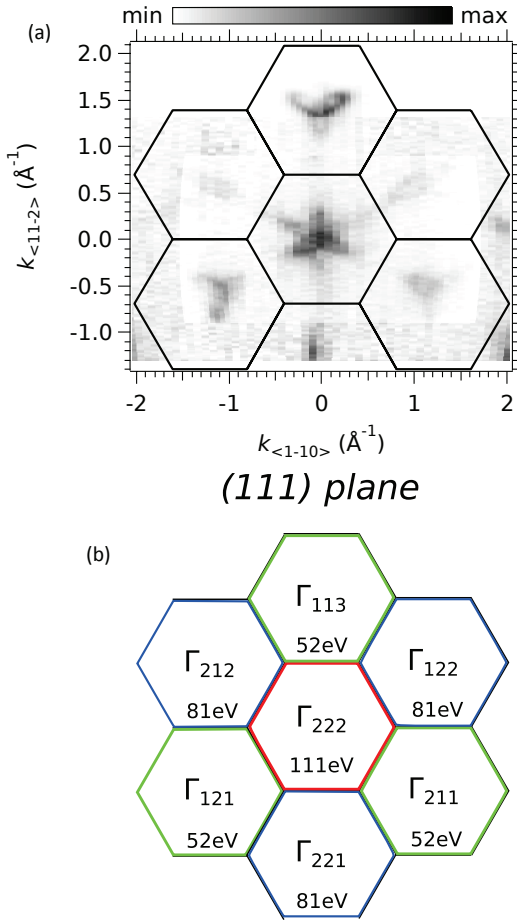 min max
(a)
2.0
1.5
1.0
0.5
0.0
-0.5
-1.0
k<11-2> (Å-1)
-2 -1 0 1 2
k<1-10> (Å-1)
(111) plane
(b)
Γ113
52eV
Γ212 Γ122
81eV 81eV
Γ222
111eV
Γ121 Γ211
52eV 52eV
Γ221
81eV